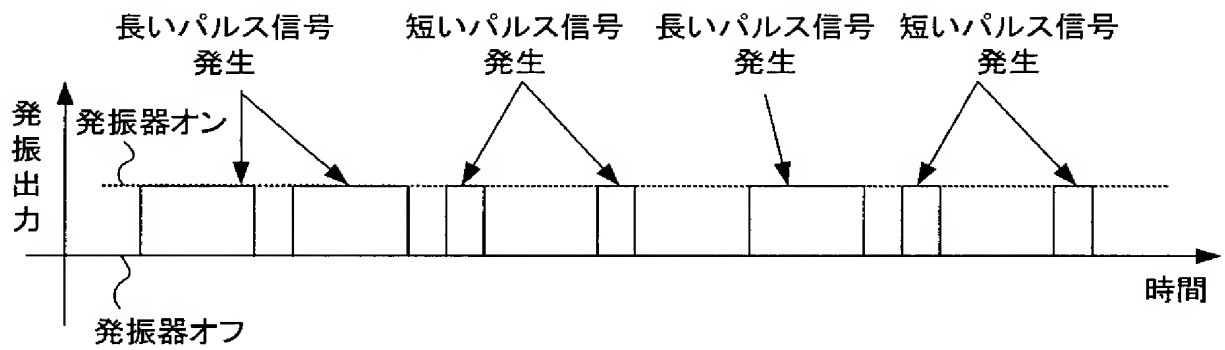 長いパルス信号
発生
短いパルス信号
発生
長いパルス信号
発生
短いパルス信号
発生
発振出力
発振器オン
時間
発振器オフ